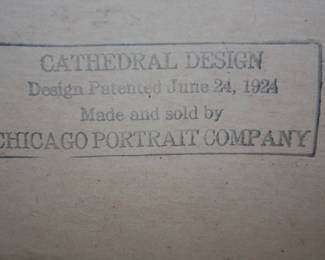 CATHEDRAL DESIGN
Design Patented June 24, 1924
Made and sold by
CHICAGO PORTRAIT COMPANY